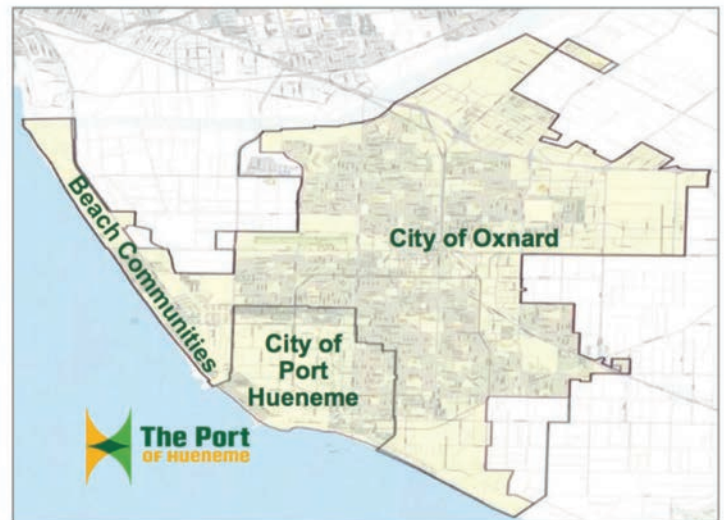 City of Oxnard
Beach Communities
City of
Port
Hueneme
The Port
OF HUENEME